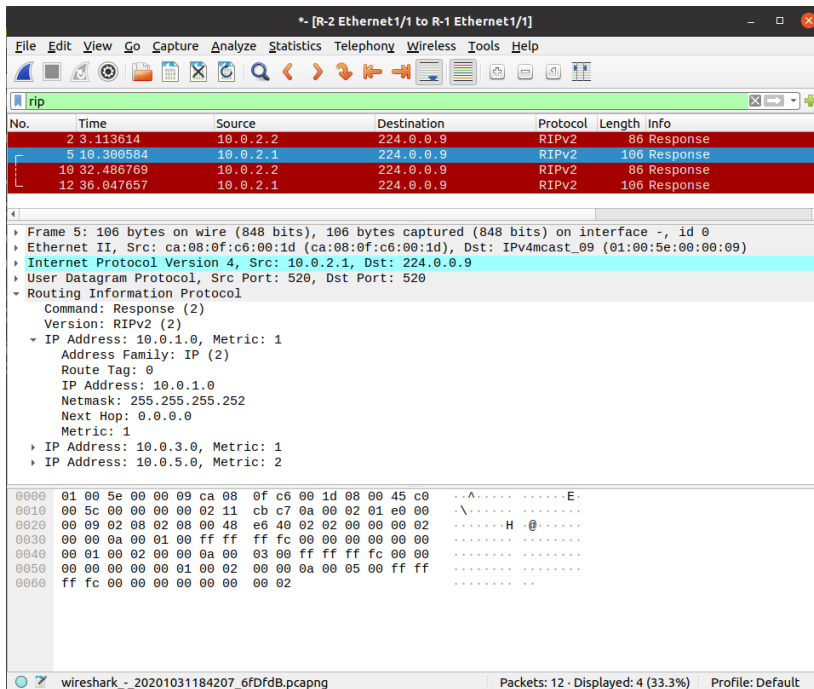 *- [R-2 Ethernet1/1 to R-1 Ethernet1/1]
File Edit View Go Capture Analyze Statistics Telephony Wireless Tools Help
rip
No. Time Source Destination Protocol Length Info
2 3.113614 10.0.2.2 224.0.0.9 RIPv2 86 Response
5 10.300584 10.0.2.1 224.0.0.9 RIPv2 106 Response
10 32.486769 10.0.2.2 224.0.0.9 RIPv2 86 Response
12 36.047657 10.0.2.1 224.0.0.9 RIPv2 106 Response
Frame 5: 106 bytes on wire (848 bits), 106 bytes captured (848 bits) on interface -, id 0
Ethernet II, Src: ca:08:0f:c6:00:1d (ca:08:0f:c6:00:1d), Dst: IPv4mcast_09 (01:00:5e:00:00:09)
Internet Protocol Version 4, Src: 10.0.2.1, Dst: 224.0.0.9
User Datagram Protocol, Src Port: 520, Dst Port: 520
Routing Information Protocol
Command: Response (2)
Version: RIPv2 (2)
IP Address: 10.0.1.0, Metric: 1
Address Family: IP (2)
Route Tag: 0
IP Address: 10.0.1.0
Netmask: 255.255.255.252
Next Hop: 0.0.0.0
Metric: 1
IP Address: 10.0.3.0, Metric: 1
IP Address: 10.0.5.0, Metric: 2
0000 01 00 5e 00 00 09 ca 08 0f c6 00 1d 08 00 45 c0 ··^····· ······E·
0010 00 5c 00 00 00 00 02 11 cb c7 0a 00 02 01 e0 00 ·\······ ········
0020 00 09 02 08 02 08 00 48 e6 40 02 02 00 00 00 02 ·······H ·@······
0030 00 00 0a 00 01 00 ff ff ff fc 00 00 00 00 00 00 ········ ········
0040 00 01 00 02 00 00 0a 00 03 00 ff ff ff fc 00 00 ········ ········
0050 00 00 00 00 00 01 00 02 00 00 0a 00 05 00 ff ff ········ ········
0060 ff fc 00 00 00 00 00 00 00 02 ········ ··
wireshark_-_20201031184207_6fDfdB.pcapng Packets: 12 · Displayed: 4 (33.3%) Profile: Default